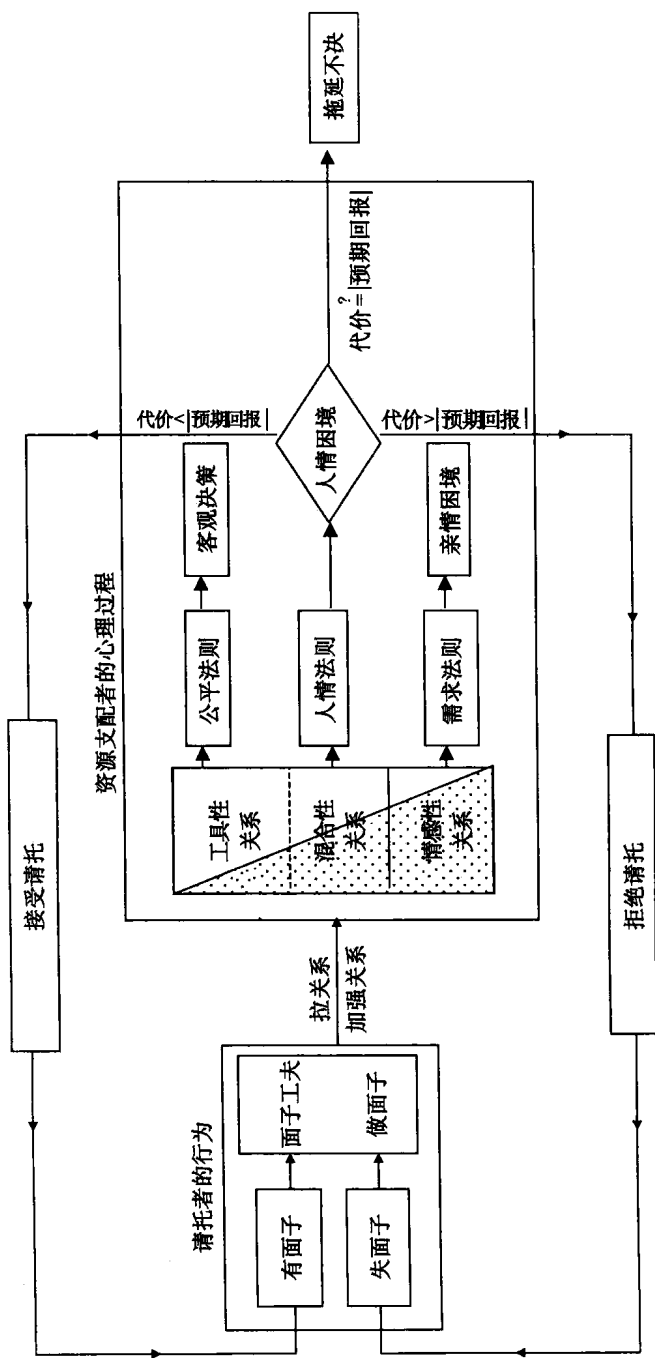 接受请托
请托者的行为
有面子
失面子
面子工夫
做面子
拉关系
加强关系
资源支配者的心理过程
工具性
关系
混合性
关系
情感性
关系
公平法则
人情法则
需求法则
客观决策
人情困境
亲情困境
代价<|预期回报|
代价>|预期回报|
代价≟|预期回报|
拖延不决
拒绝请托